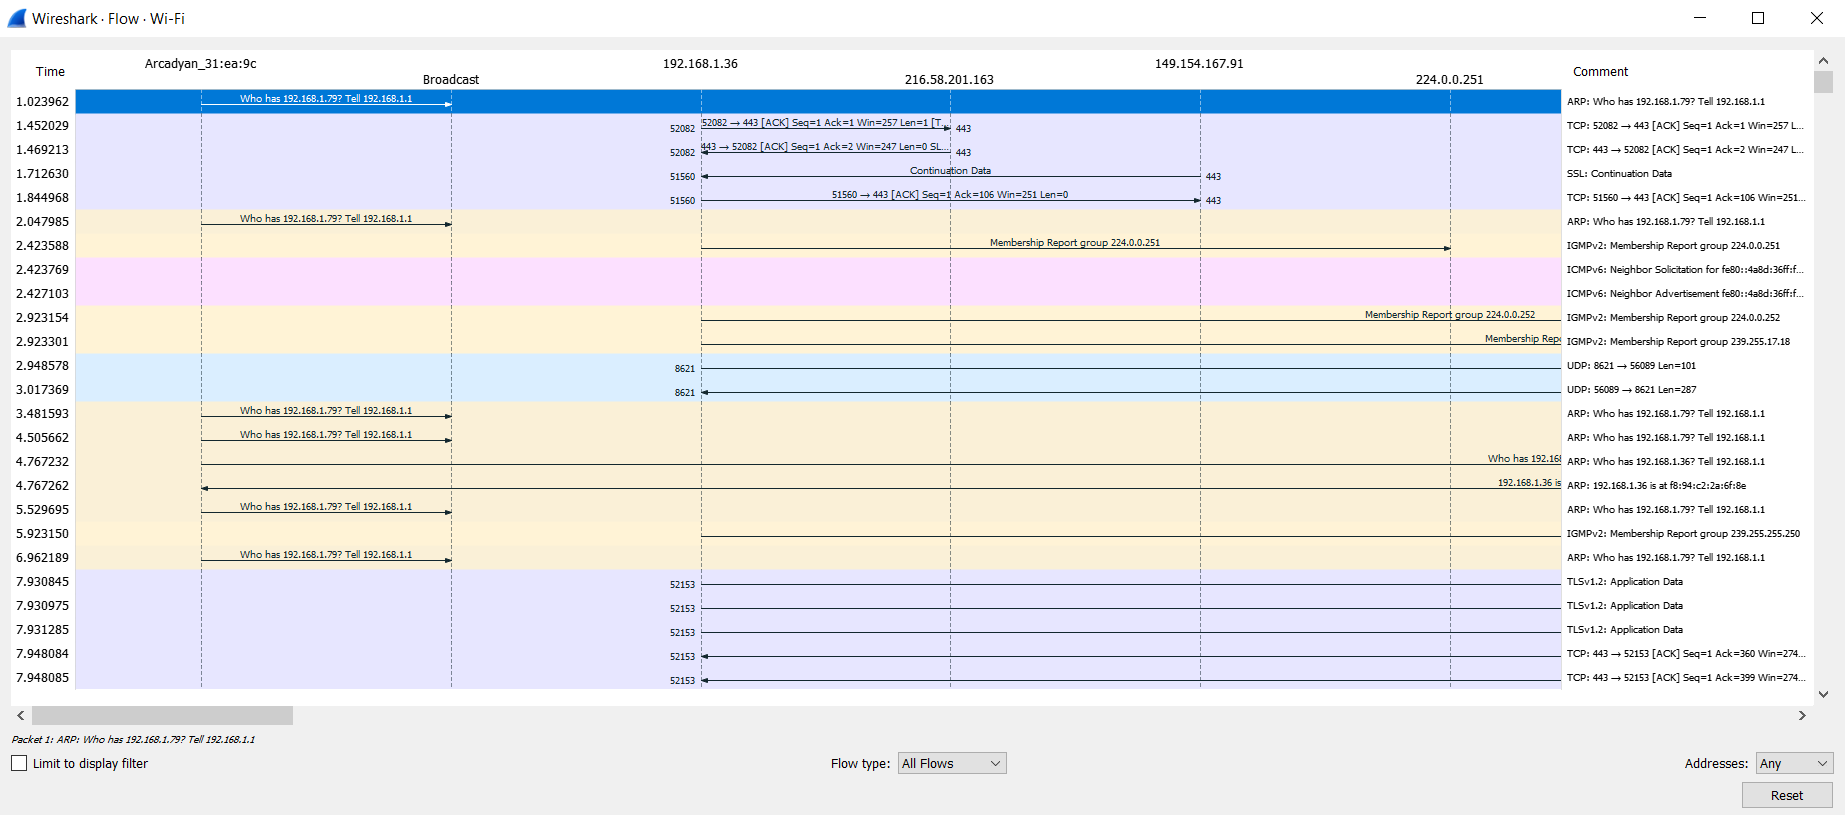 Wireshark · Flow · Wi-Fi
Time
Arcadyan_31:ea:9c
Broadcast
192.168.1.36
216.58.201.163
149.154.167.91
224.0.0.251
Comment
1.023962 Who has 192.168.1.79? Tell 192.168.1.1 ARP: Who has 192.168.1.79? Tell 192.168.1.1
1.452029 52082 52082 → 443 [ACK] Seq=1 Ack=1 Win=257 Len=1 [T... 443 TCP: 52082 → 443 [ACK] Seq=1 Ack=1 Win=257 L...
1.469213 52082 443 → 52082 [ACK] Seq=1 Ack=2 Win=247 Len=0 SL... 443 TCP: 443 → 52082 [ACK] Seq=1 Ack=2 Win=247 L...
1.712630 51560 Continuation Data 443 SSL: Continuation Data
1.844968 51560 51560 → 443 [ACK] Seq=1 Ack=106 Win=251 Len=0 443 TCP: 51560 → 443 [ACK] Seq=1 Ack=106 Win=251...
2.047985 Who has 192.168.1.79? Tell 192.168.1.1 ARP: Who has 192.168.1.79? Tell 192.168.1.1
2.423588 Membership Report group 224.0.0.251 IGMPv2: Membership Report group 224.0.0.251
2.423769 ICMPv6: Neighbor Solicitation for fe80::4a8d:36ff:f...
2.427103 ICMPv6: Neighbor Advertisement fe80::4a8d:36ff:f...
2.923154 Membership Report group 224.0.0.252 IGMPv2: Membership Report group 224.0.0.252
2.923301 Membership Repo IGMPv2: Membership Report group 239.255.17.18
2.948578 8621 UDP: 8621 → 56089 Len=101
3.017369 8621 UDP: 56089 → 8621 Len=287
3.481593 Who has 192.168.1.79? Tell 192.168.1.1 ARP: Who has 192.168.1.79? Tell 192.168.1.1
4.505662 Who has 192.168.1.79? Tell 192.168.1.1 ARP: Who has 192.168.1.79? Tell 192.168.1.1
4.767232 Who has 192.168 ARP: Who has 192.168.1.36? Tell 192.168.1.1
4.767262 192.168.1.36 is ARP: 192.168.1.36 is at f8:94:c2:2a:6f:8e
5.529695 Who has 192.168.1.79? Tell 192.168.1.1 ARP: Who has 192.168.1.79? Tell 192.168.1.1
5.923150 IGMPv2: Membership Report group 239.255.255.250
6.962189 Who has 192.168.1.79? Tell 192.168.1.1 ARP: Who has 192.168.1.79? Tell 192.168.1.1
7.930845 52153 TLSv1.2: Application Data
7.930975 52153 TLSv1.2: Application Data
7.931285 52153 TLSv1.2: Application Data
7.948084 52153 TCP: 443 → 52153 [ACK] Seq=1 Ack=360 Win=274...
7.948085 52153 TCP: 443 → 52153 [ACK] Seq=1 Ack=399 Win=274...
Packet 1: ARP: Who has 192.168.1.79? Tell 192.168.1.1
Limit to display filter
Flow type: All Flows
Addresses: Any
Reset